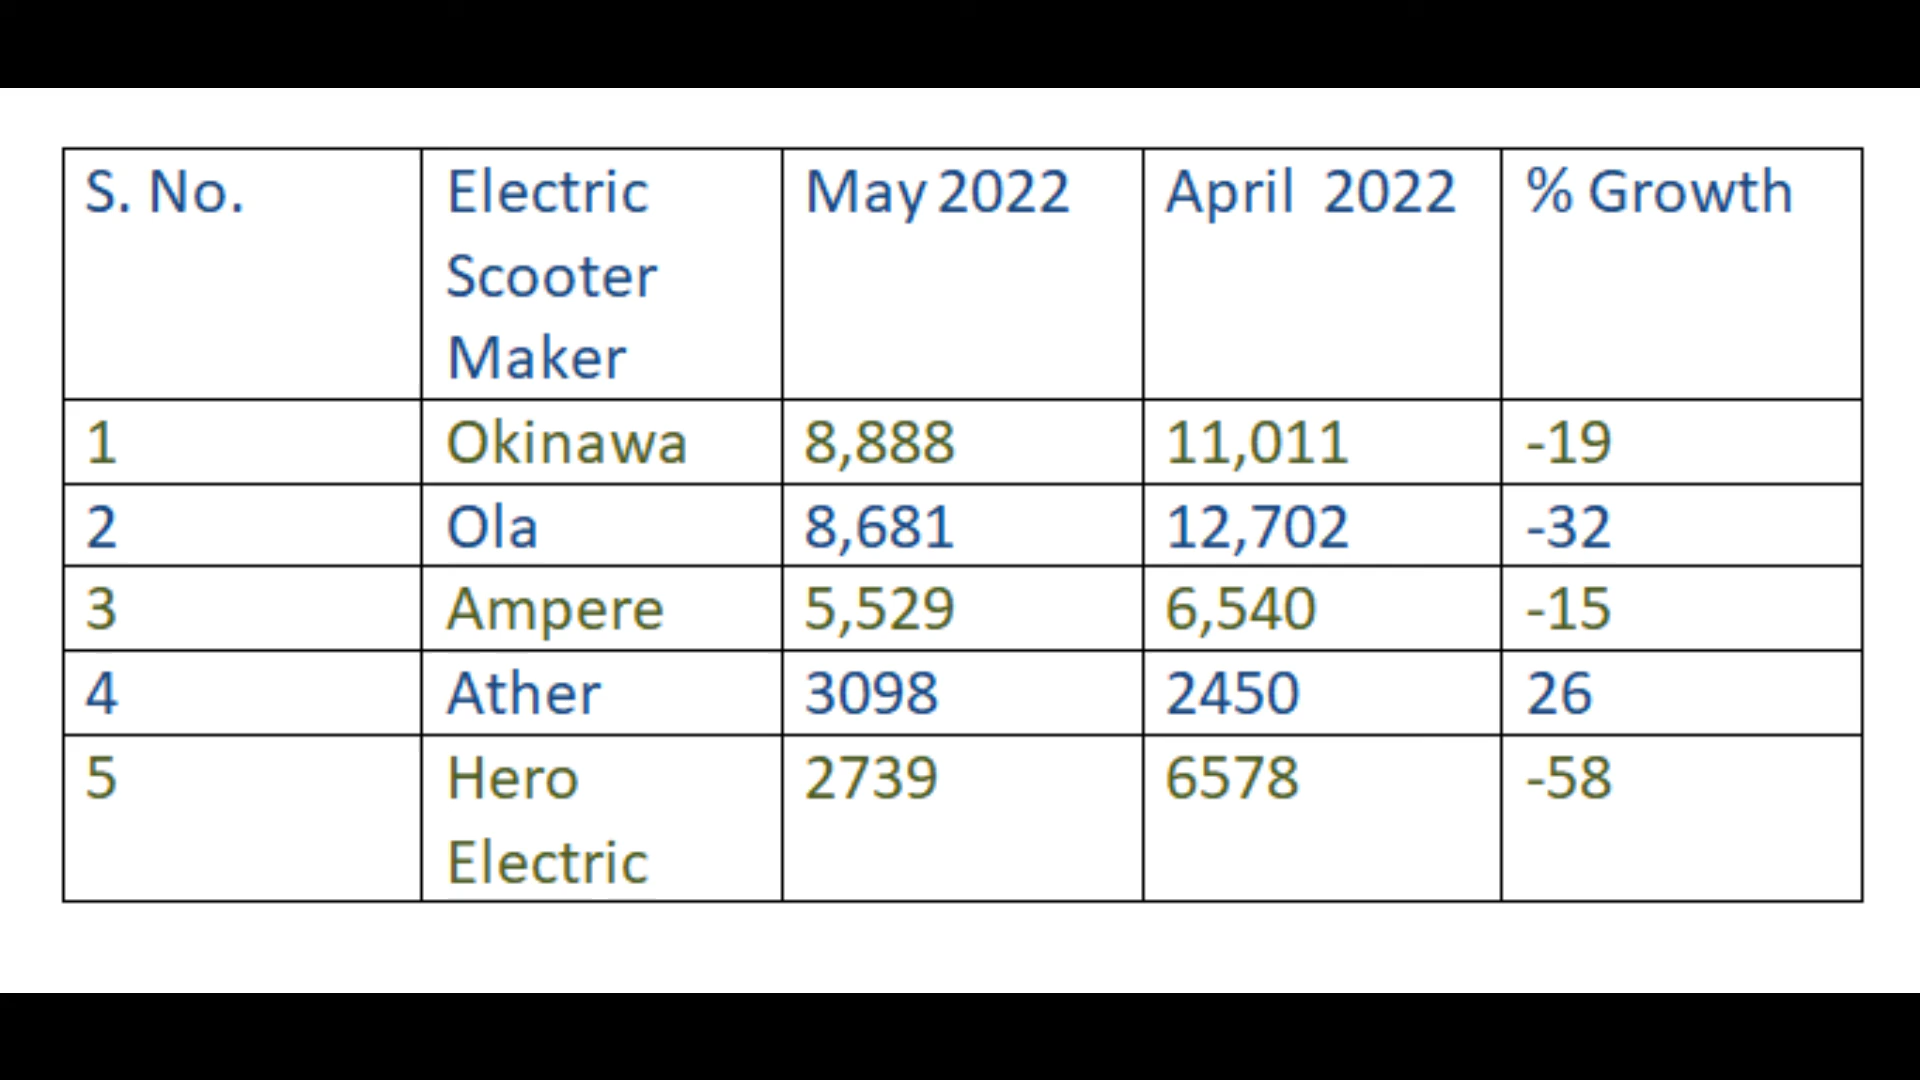 S. No. Electric Scooter Maker May 2022 April 2022 % Growth
1 Okinawa 8,888 11,011 -19
2 Ola 8,681 12,702 -32
3 Ampere 5,529 6,540 -15
4 Ather 3098 2450 26
5 Hero Electric 2739 6578 -58